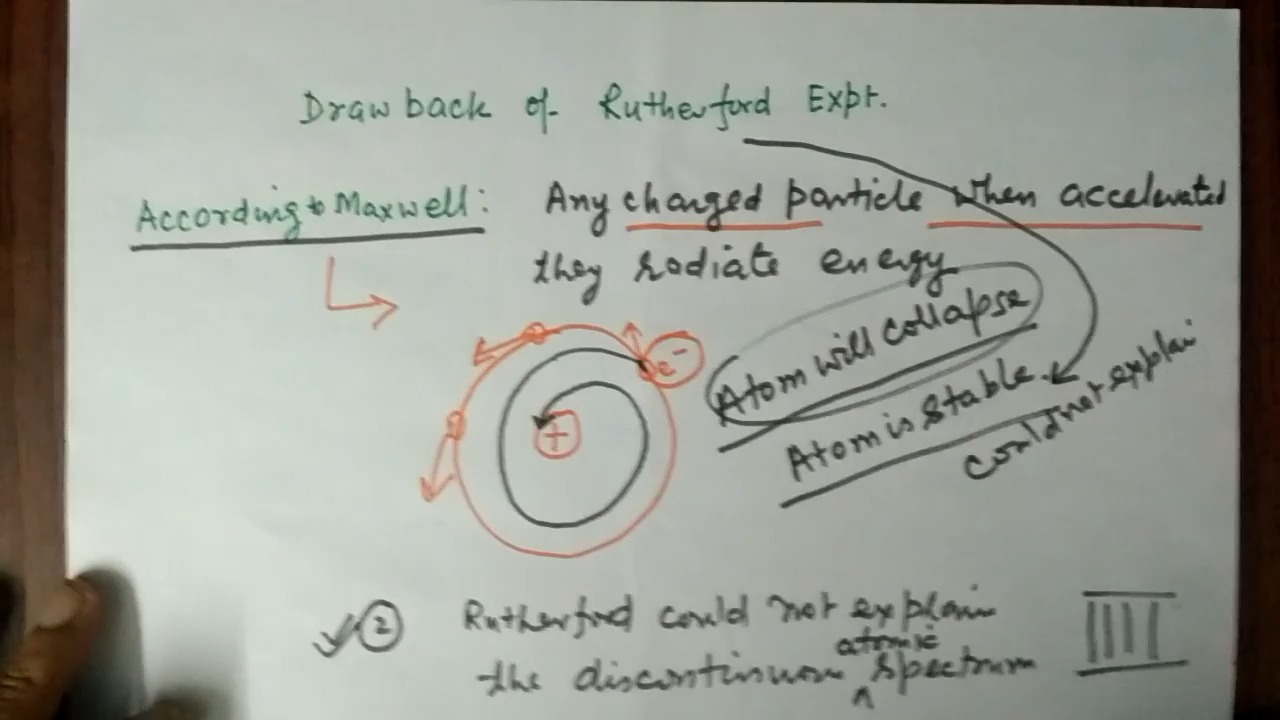 Drawback of Rutherford Expt.
According to Maxwell: Any charged particle when accelerated
they radiate energy
e-
+
Atom will collapse
Atom is stable.
could not explai
② Rutherford could not explain
the discontinuous atomic spectrum